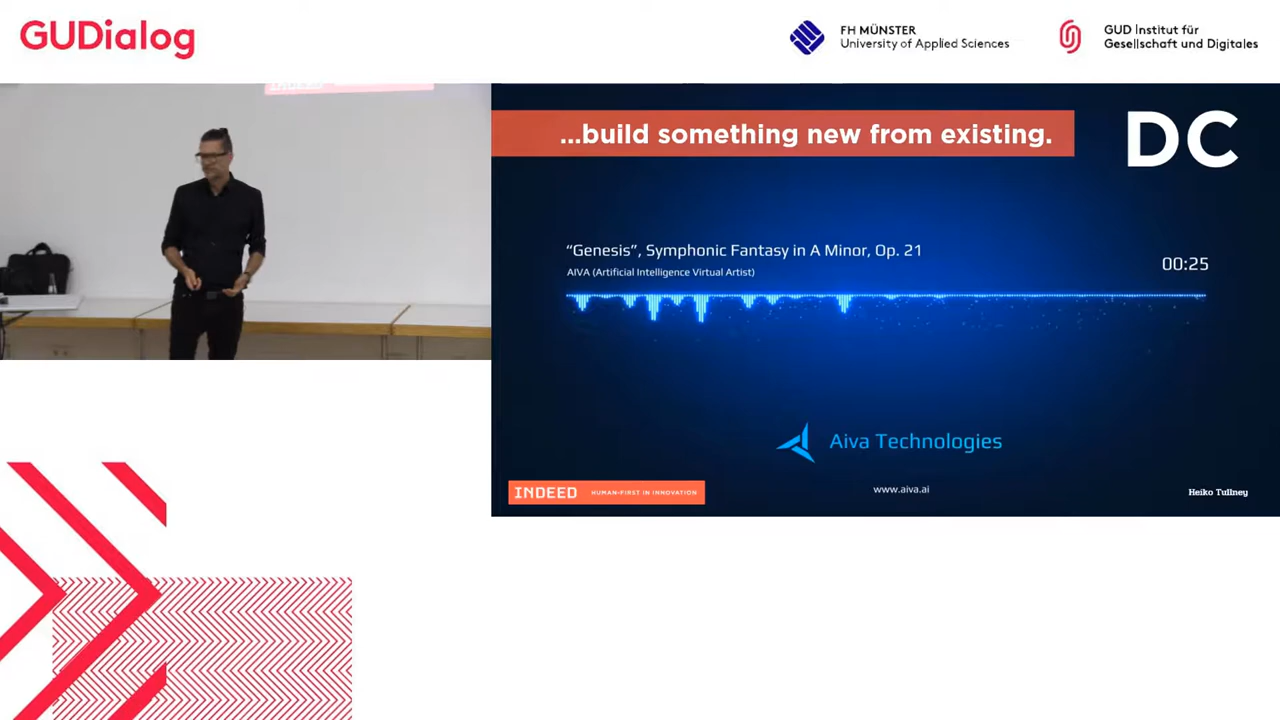 GUDialog
FH MÜNSTER
University of Applied Sciences
GUD Institut für
Gesellschaft und Digitales
...build something new from existing.
DC
“Genesis”, Symphonic Fantasy in A Minor, Op. 21
AIVA (Artificial Intelligence Virtual Artist)
00:25
Aiva Technologies
www.aiva.ai
INDEED
HUMAN-FIRST IN INNOVATION
Heiko Tullney